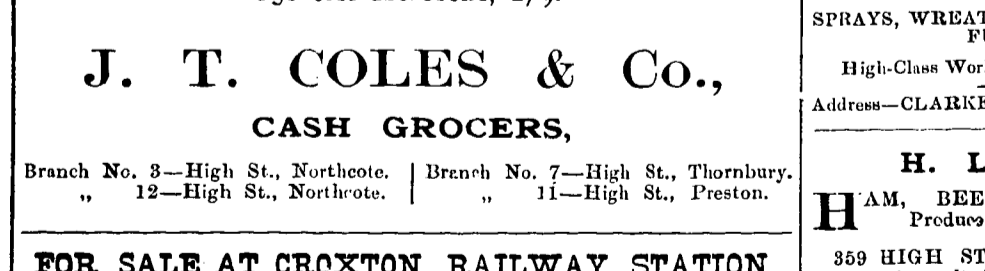 J. T. COLES & Co.,
CASH GROCERS,
Branch No. 3—High St., Northcote. | Branch No. 7—High St., Thornbury.
„ 12—High St., Northcote. | „ 11—High St., Preston.
FOR SALE AT CROXTON RAILWAY STATION
SPRAYS,
High-Class
Address—CLARKE
H.
HAM, BEE
Produce
359 HIGH ST